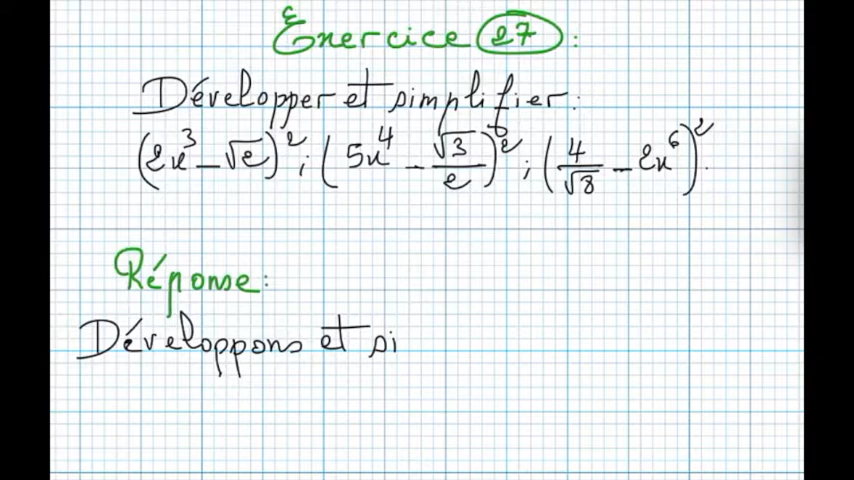 Exercice 27 :
Développer et simplifier :
(2x³ - √2)² ; (5x⁴ - √3/2)² ; (4/√8 - 2x⁶)².
Réponse :
Développons et si